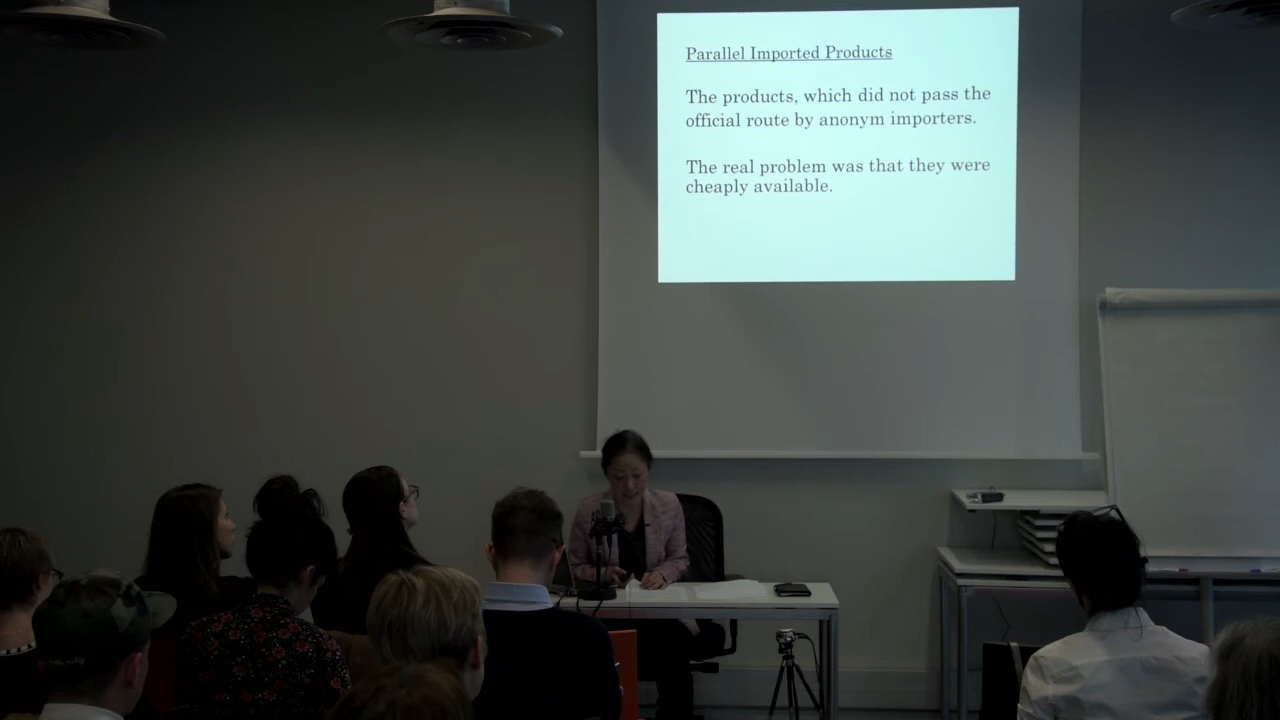 Parallel Imported Products
The products, which did not pass the
official route by anonym importers.
The real problem was that they were
cheaply available.